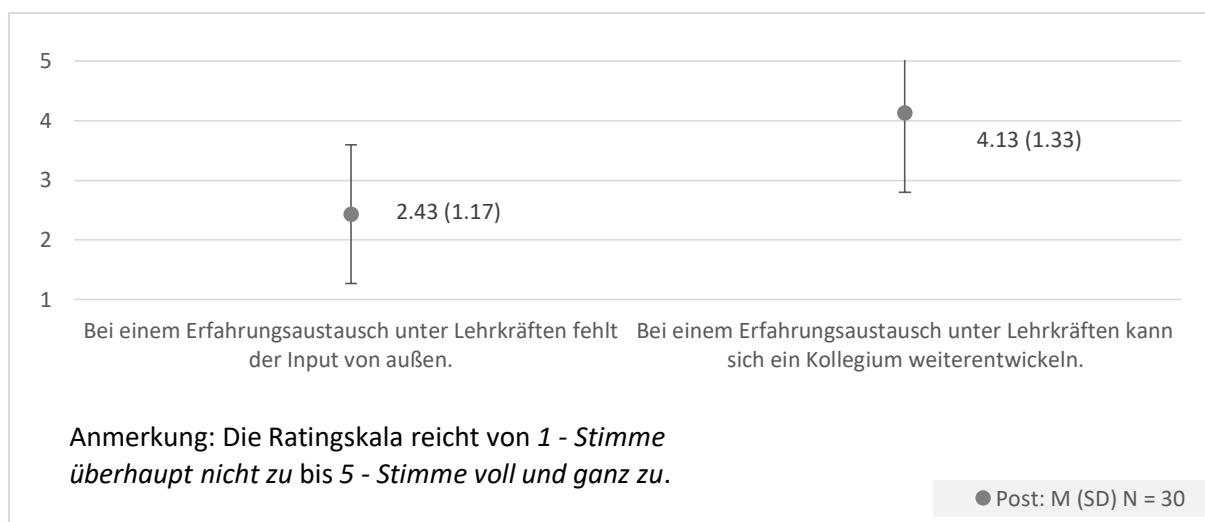 5
4
4.13 (1.33)
3
2.43 (1.17)
2
1
Bei einem Erfahrungsaustausch unter Lehrkräften fehlt
der Input von außen.
Bei einem Erfahrungsaustausch unter Lehrkräften kann
sich ein Kollegium weiterentwickeln.
Anmerkung: Die Ratingskala reicht von 1 - Stimme
überhaupt nicht zu bis 5 - Stimme voll und ganz zu.
Post: M (SD) N = 30